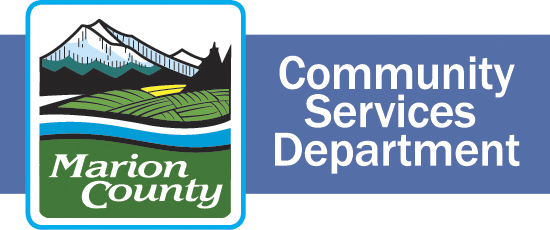 Marion
County
Community
Services
Department